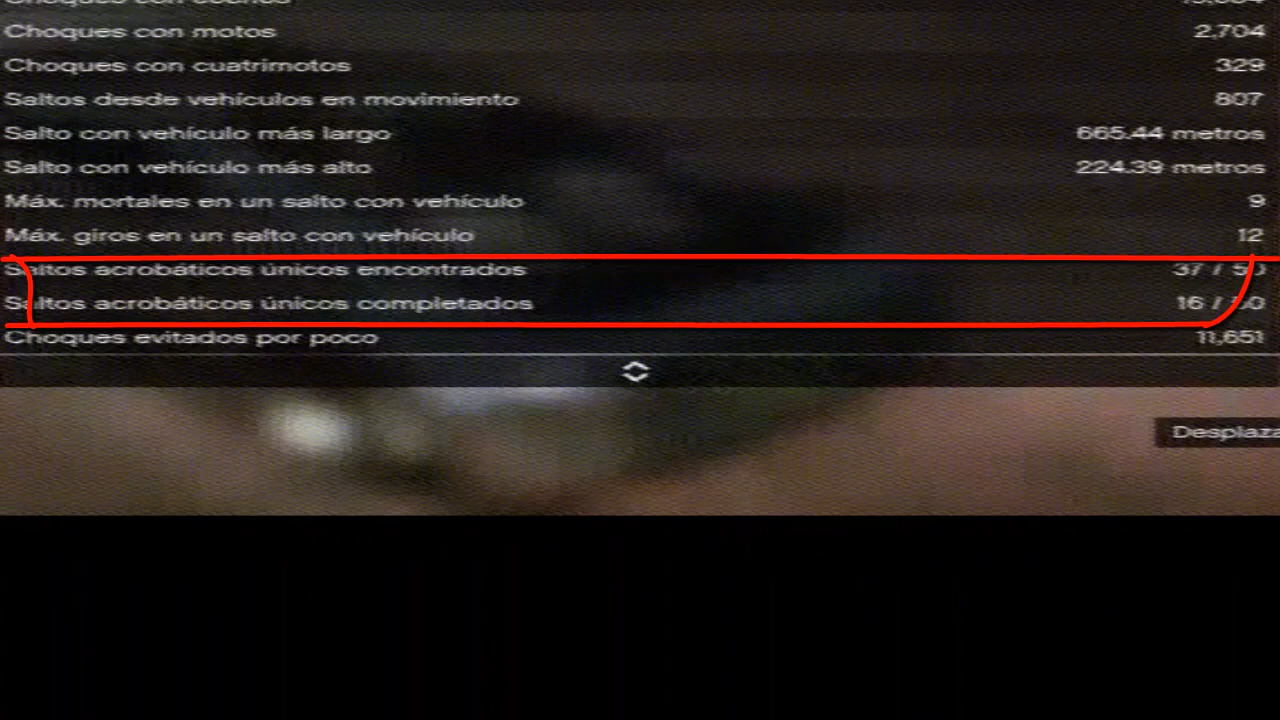 Choques con motos 2,704
Choques con cuatrimotos 329
Saltos desde vehículos en movimiento 807
Salto con vehículo más largo 665.44 metros
Salto con vehículo más alto 224.39 metros
Máx. mortales en un salto con vehículo 9
Máx. giros en un salto con vehículo 12
Saltos acrobáticos únicos encontrados 37 / 50
Saltos acrobáticos únicos completados 16 / 50
Choques evitados por poco 11,651
Desplaza